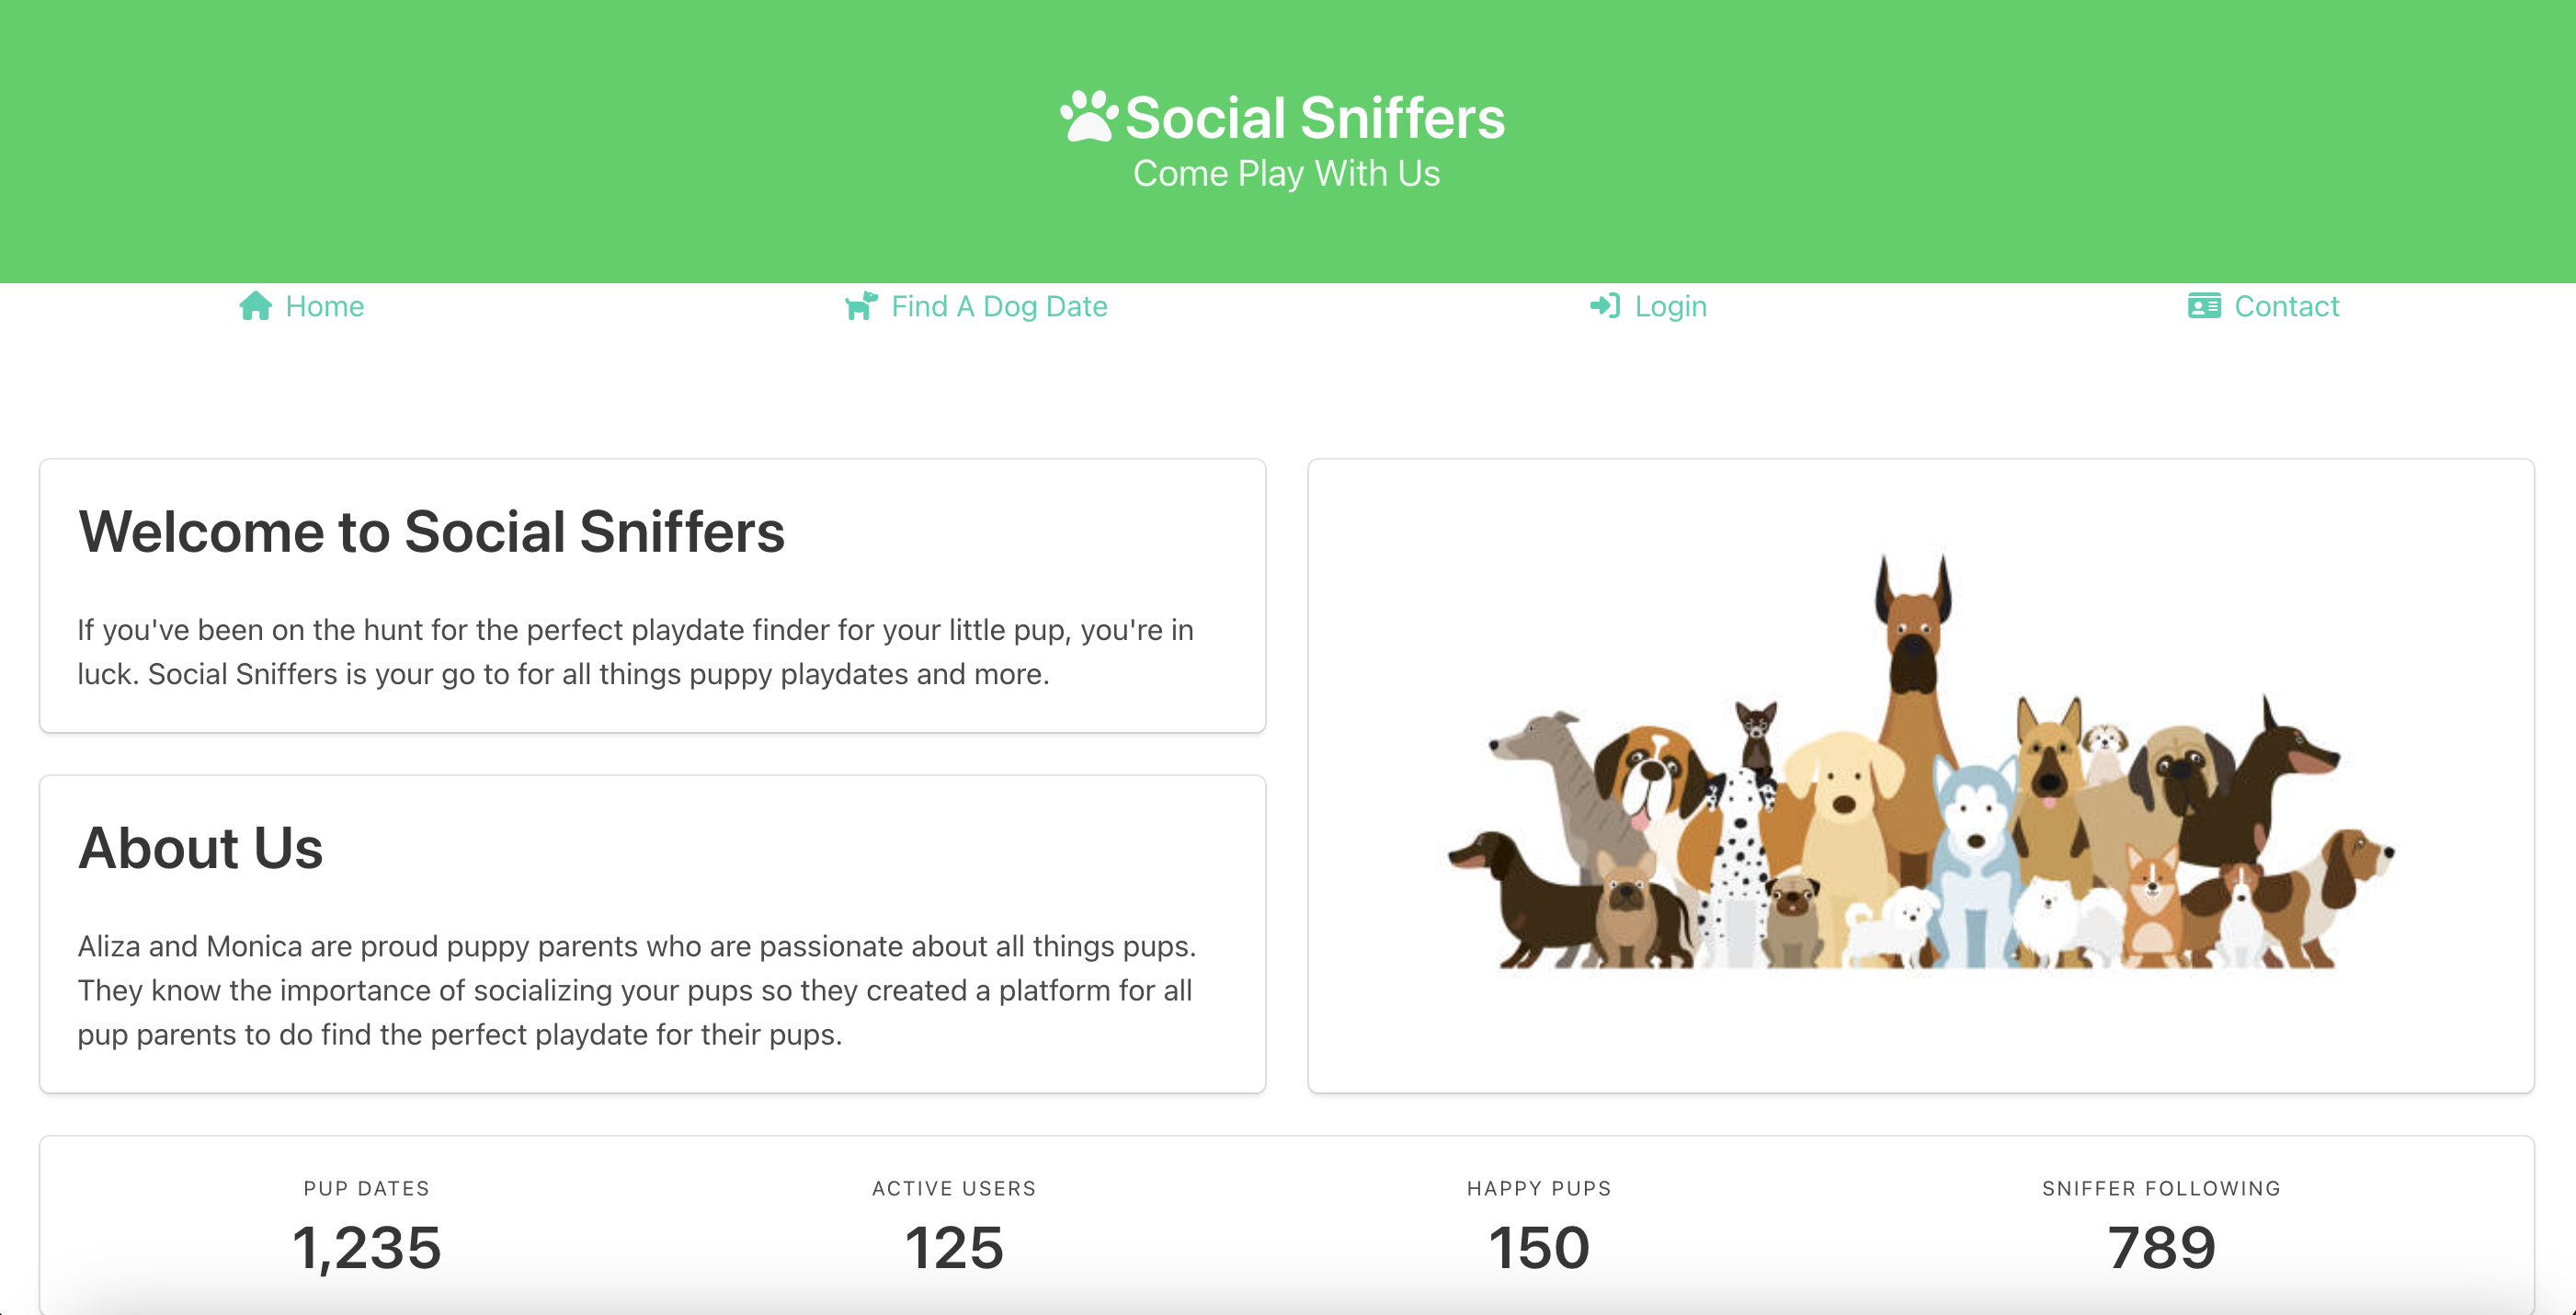 Social Sniffers
Come Play With Us
Home
Find A Dog Date
Login
Contact
Welcome to Social Sniffers
If you've been on the hunt for the perfect playdate finder for your little pup, you're in
luck. Social Sniffers is your go to for all things puppy playdates and more.
About Us
Aliza and Monica are proud puppy parents who are passionate about all things pups.
They know the importance of socializing your pups so they created a platform for all
pup parents to do find the perfect playdate for their pups.
PUP DATES
1,235
ACTIVE USERS
125
HAPPY PUPS
150
SNIFFER FOLLOWING
789